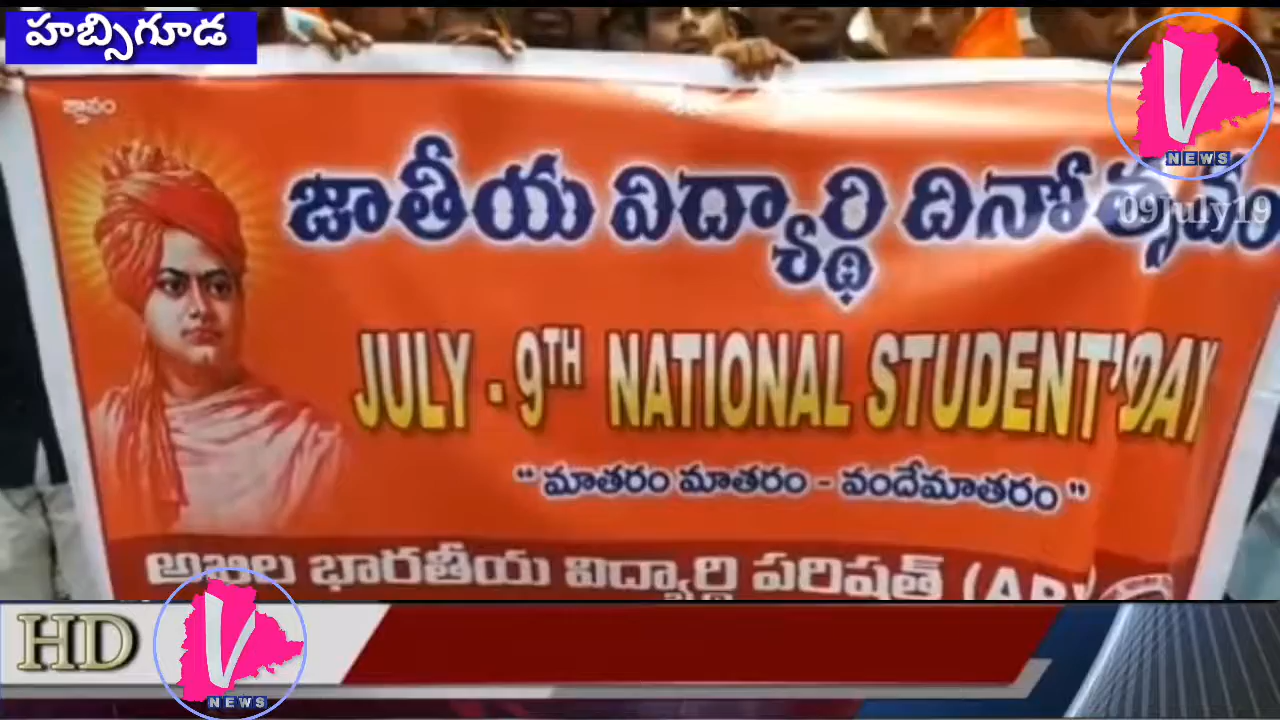 హబ్సిగూడ
V
NEWS
జ్ఞానం
జాతీయ విద్యార్థి దినోత్సవం
09July19
JULY - 9TH NATIONAL STUDENT'DAY
" మాతరం మాతరం - వందేమాతరం "
అఖిల భారతీయ విద్యార్థి పరిషత్
HD
V
NEWS